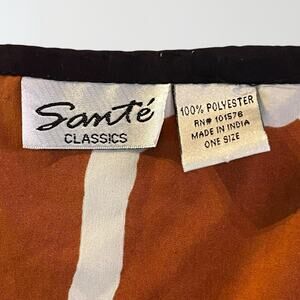 Santé
CLASSICS
100% POLYESTER
RN# 101576
MADE IN INDIA
ONE SIZE